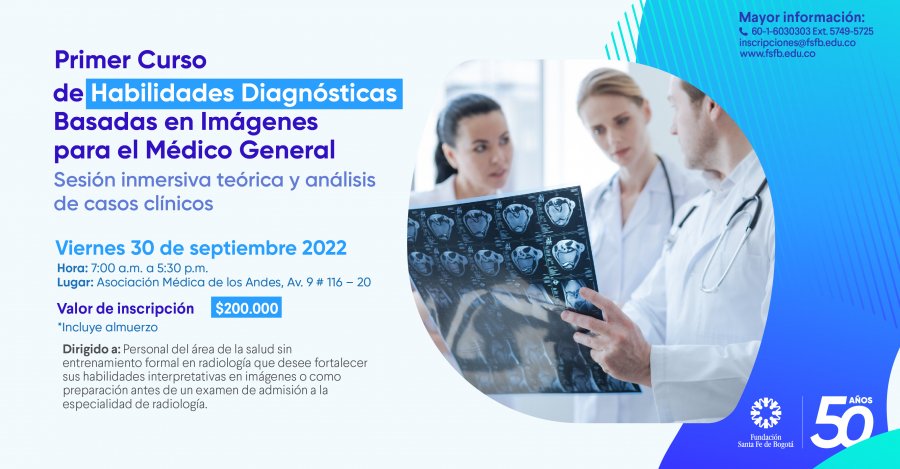 Mayor información:
60-1-6030303 Ext. 5749-5725
inscripciones@fsfb.edu.co
www.fsfb.edu.co
Primer Curso
de Habilidades Diagnósticas
Basadas en Imágenes
para el Médico General
Sesión inmersiva teórica y análisis
de casos clínicos
Viernes 30 de septiembre 2022
Hora: 7:00 a.m. a 5:30 p.m.
Lugar: Asociación Médica de los Andes, Av. 9 # 116 – 20
Valor de inscripción $200.000
*Incluye almuerzo
Dirigido a: Personal del área de la salud sin
entrenamiento formal en radiología que desee fortalecer
sus habilidades interpretativas en imágenes o como
preparación antes de un examen de admisión a la
especialidad de radiología.
Fundación
Santa Fe de Bogotá
50 AÑOS